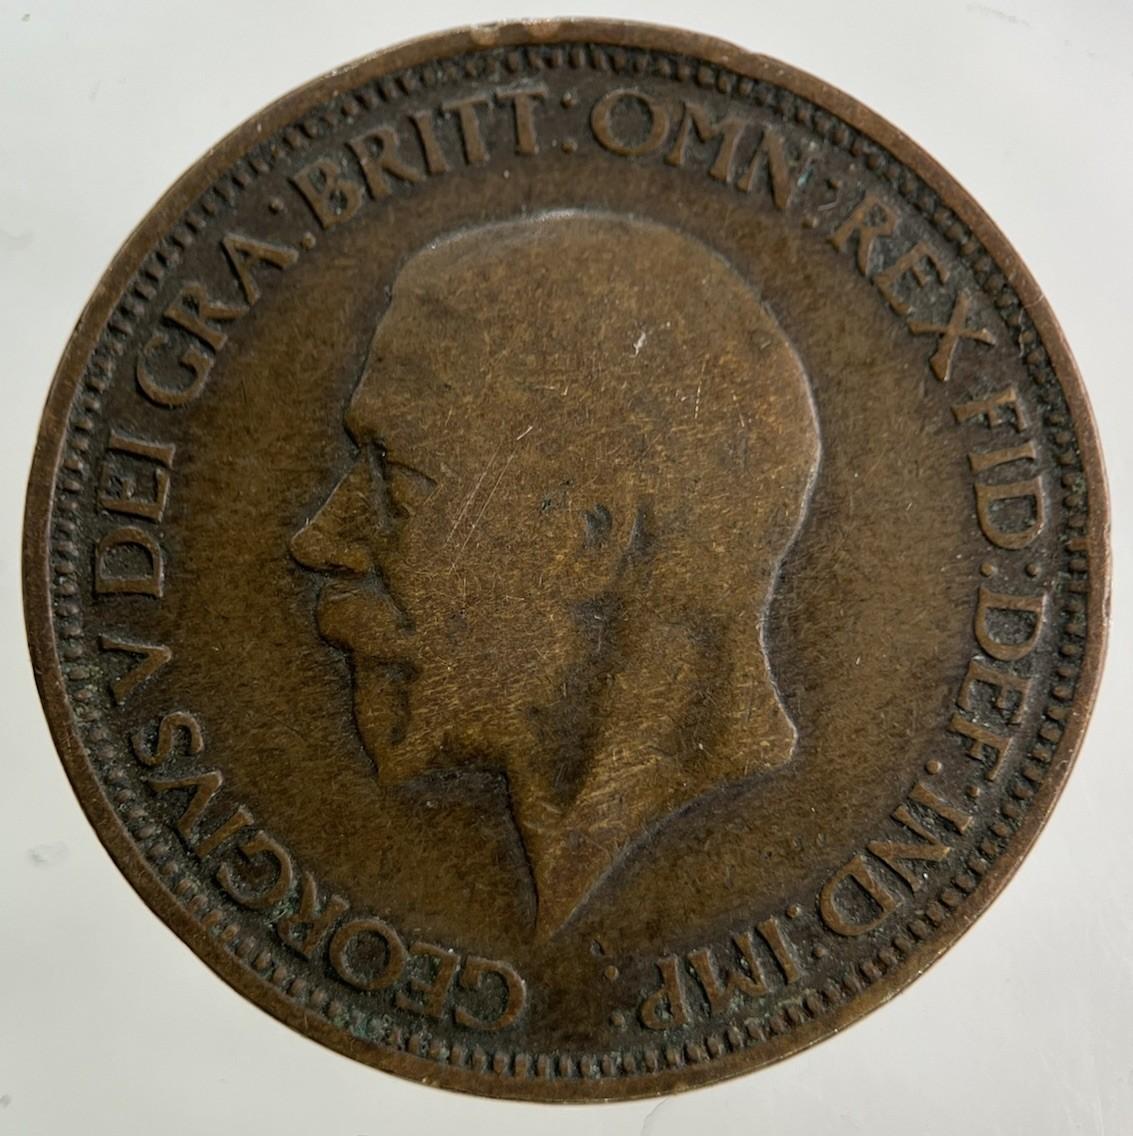 GEORGIVS V DEI GRA: BRITT: OMN: REX FID: DEF: IND: IMP: